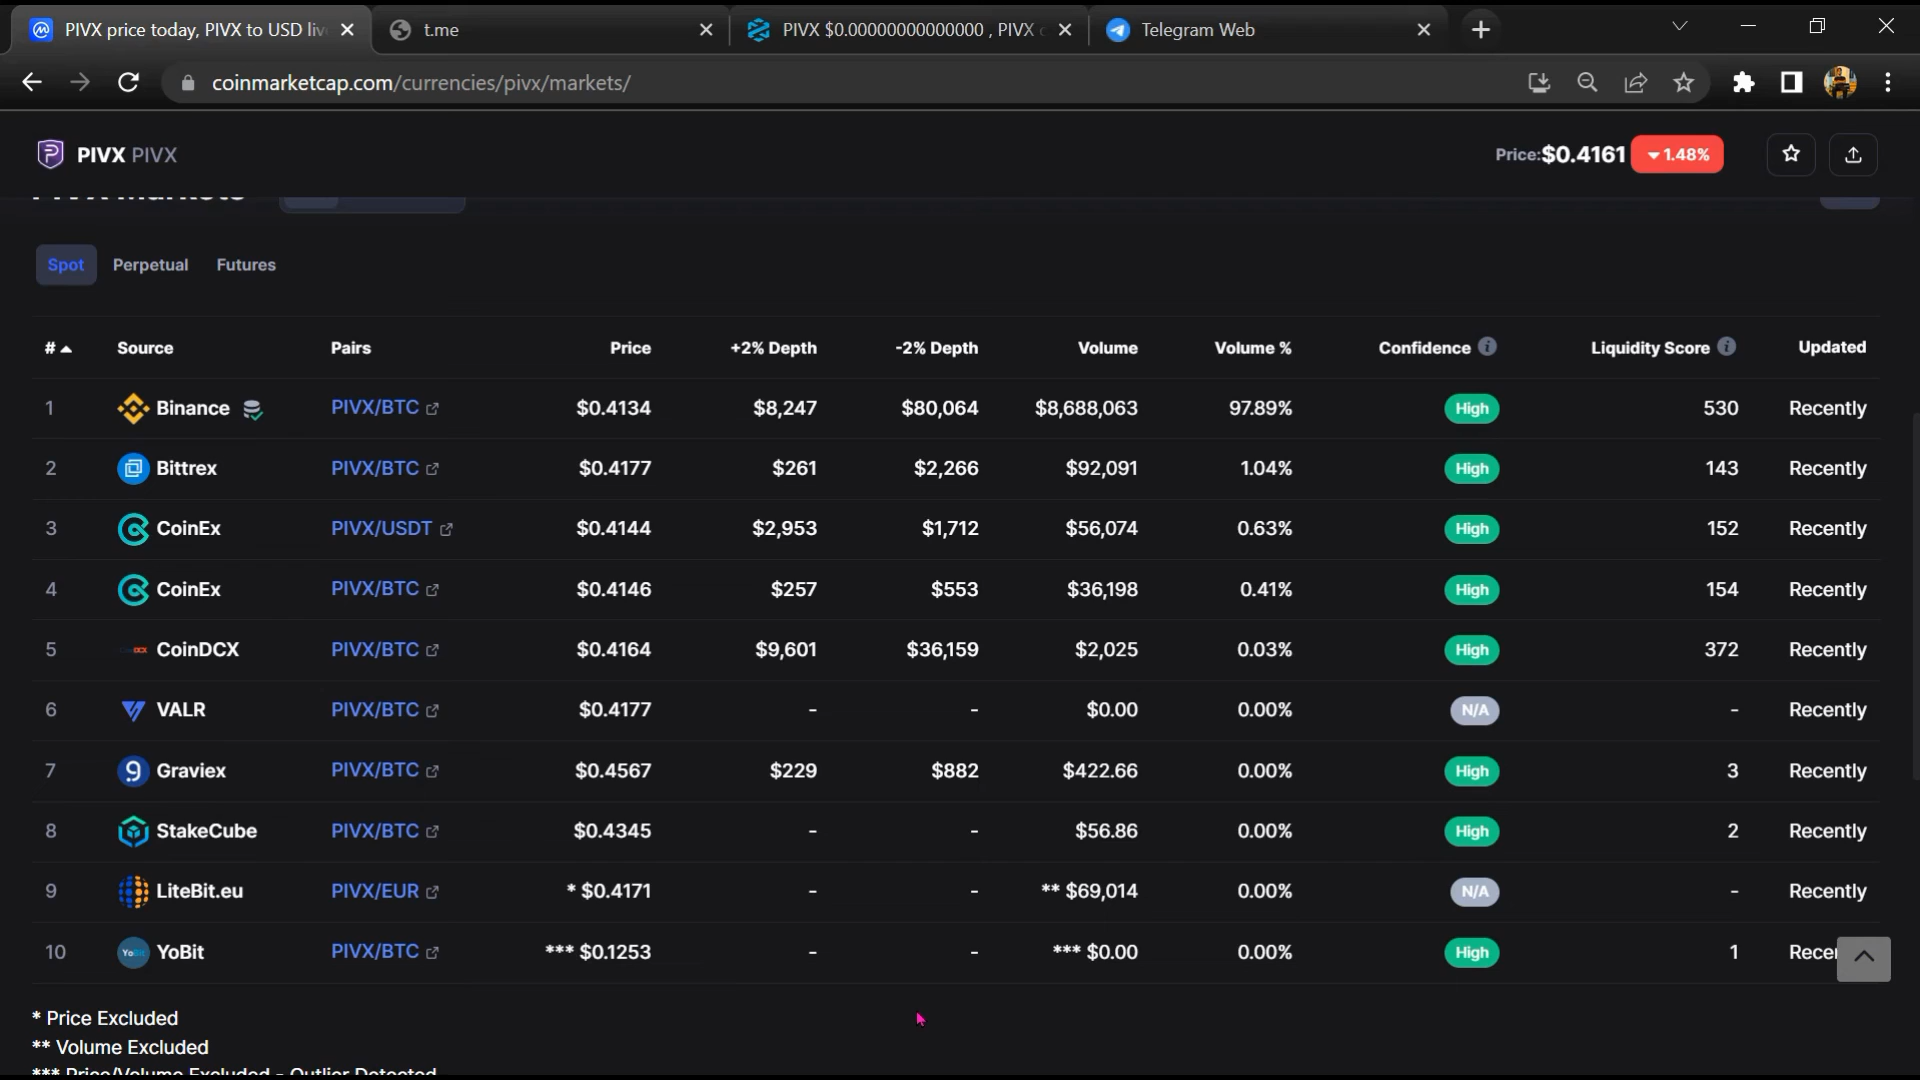 PIVX price today, PIVX to USD liv
t.me
PIVX $0.00000000000000 , PIVX
Telegram Web
coinmarketcap.com/currencies/pivx/markets/
PIVX PIVX
Price:$0.4161 1.48%
PIVX Markets
Spot Perpetual Futures
# Source Pairs Price +2% Depth -2% Depth Volume Volume % Confidence Liquidity Score Updated
1 Binance PIVX/BTC $0.4134 $8,247 $80,064 $8,688,063 97.89% High 530 Recently
2 Bittrex PIVX/BTC $0.4177 $261 $2,266 $92,091 1.04% High 143 Recently
3 CoinEx PIVX/USDT $0.4144 $2,953 $1,712 $56,074 0.63% High 152 Recently
4 CoinEx PIVX/BTC $0.4146 $257 $553 $36,198 0.41% High 154 Recently
5 CoinDCX PIVX/BTC $0.4164 $9,601 $36,159 $2,025 0.03% High 372 Recently
6 VALR PIVX/BTC $0.4177 - - $0.00 0.00% N/A - Recently
7 Graviex PIVX/BTC $0.4567 $229 $882 $422.66 0.00% High 3 Recently
8 StakeCube PIVX/BTC $0.4345 - - $56.86 0.00% High 2 Recently
9 LiteBit.eu PIVX/EUR * $0.4171 - - ** $69,014 0.00% N/A - Recently
10 YoBit PIVX/BTC *** $0.1253 - - *** $0.00 0.00% High 1 Recen
* Price Excluded
** Volume Excluded
*** Price/Volume Excluded - Outlier Detected